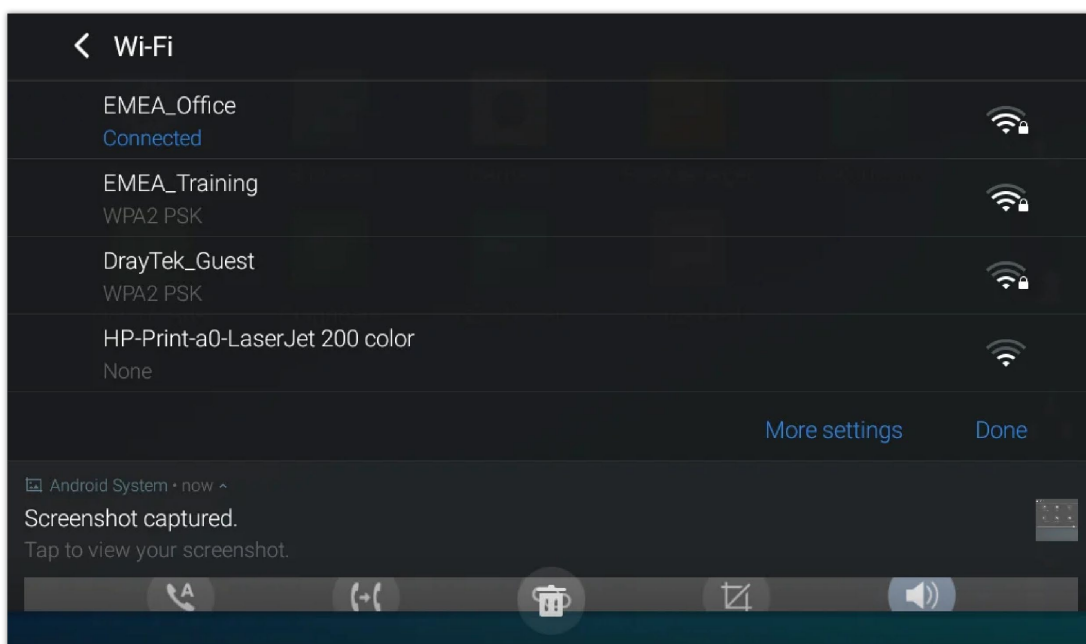 Wi-Fi
EMEA_Office
Connected
EMEA_Training
WPA2 PSK
DrayTek_Guest
WPA2 PSK
HP-Print-a0-LaserJet 200 color
None
More settings Done
Android System • now
Screenshot captured.
Tap to view your screenshot.
A